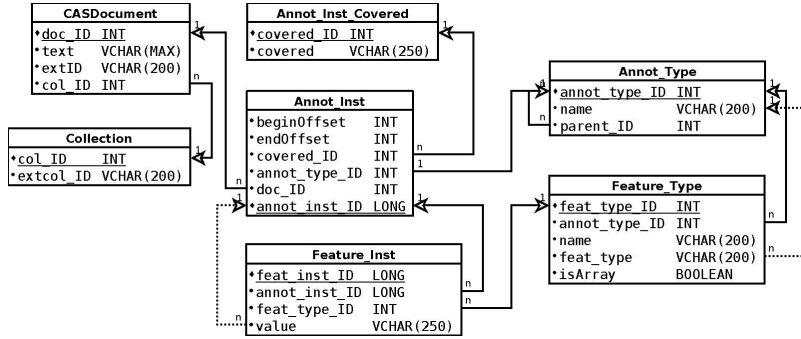 CASDocument
doc_ID INT
text VCHAR(MAX)
extID VCHAR(200)
col_ID INT
Collection
col_ID INT
extcol_ID VCHAR(200)
Annot_Inst_Covered
covered_ID INT
covered VCHAR(250)
Annot_Inst
beginOffset INT
endOffset INT
covered_ID INT
annot_type_ID INT
doc_ID INT
annot_inst_ID LONG
Feature_Inst
feat_inst_ID LONG
annot_inst_ID LONG
feat_type_ID INT
value VCHAR(250)
Annot_Type
annot_type_ID INT
name VCHAR(200)
parent_ID INT
Feature_Type
feat_type_ID INT
annot_type_ID INT
name VCHAR(200)
feat_type VCHAR(200)
isArray BOOLEAN
1
n
1
n
1
n
1
n
1
1
n
n
n
1
1
1
1
n
n